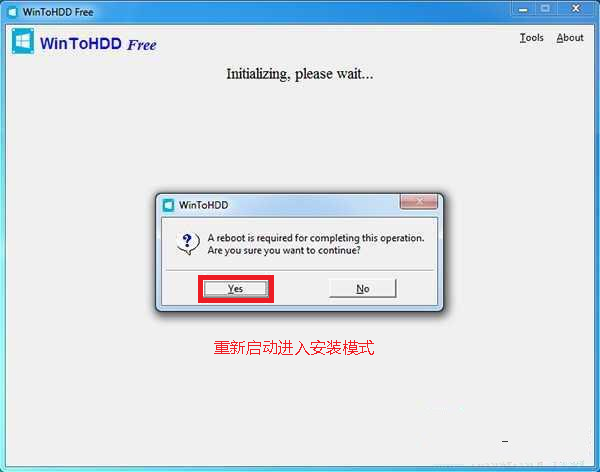 WinToHDD Free
WinToHDD Free
Tools About
Initializing, please wait...
WinToHDD
A reboot is required for completing this operation.
Are you sure you want to continue?
Yes No
重新启动进入安装模式